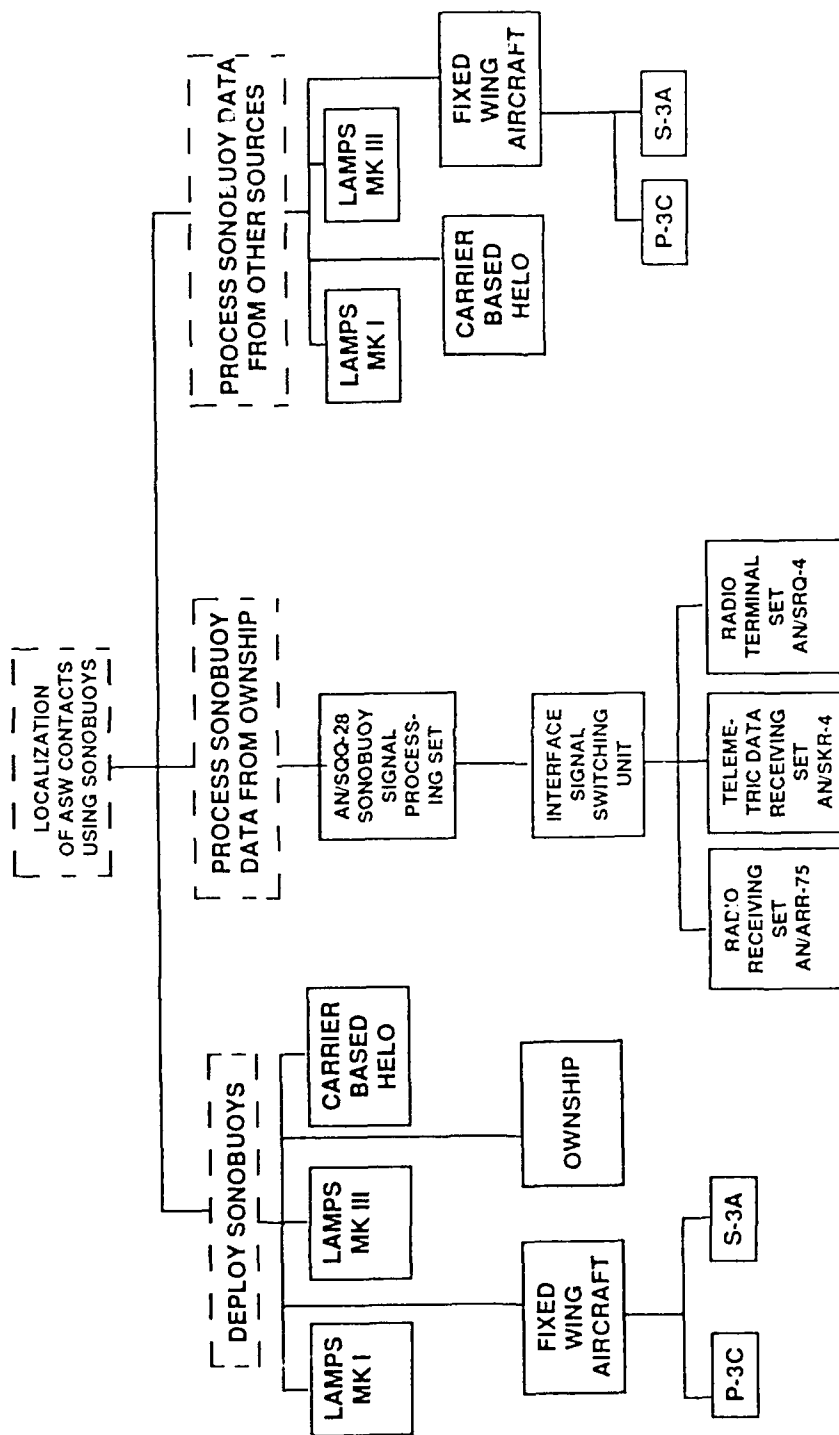 LOCALIZATION
OF ASW CONTACTS
USING SONOBUOYS
DEPLOY SONOBUOYS
LAMPS
MK I
LAMPS
MK III
CARRIER
BASED
HELO
FIXED
WING
AIRCRAFT
OWNSHIP
P-3C
S-3A
PROCESS SONOBUOY
DATA FROM OWNSHIP
AN/SQQ-28
SONOBUOY
SIGNAL
PROCESS-
ING SET
INTERFACE
SIGNAL
SWITCHING
UNIT
RADIO
RECEIVING
SET
AN/ARR-75
TELEME-
TRIC DATA
RECEIVING
SET
AN/SKR-4
RADIO
TERMINAL
SET
AN/SRQ-4
PROCESS SONOBUOY DATA
FROM OTHER SOURCES
LAMPS
MK I
LAMPS
MK III
CARRIER
BASED
HELO
FIXED
WING
AIRCRAFT
P-3C
S-3A